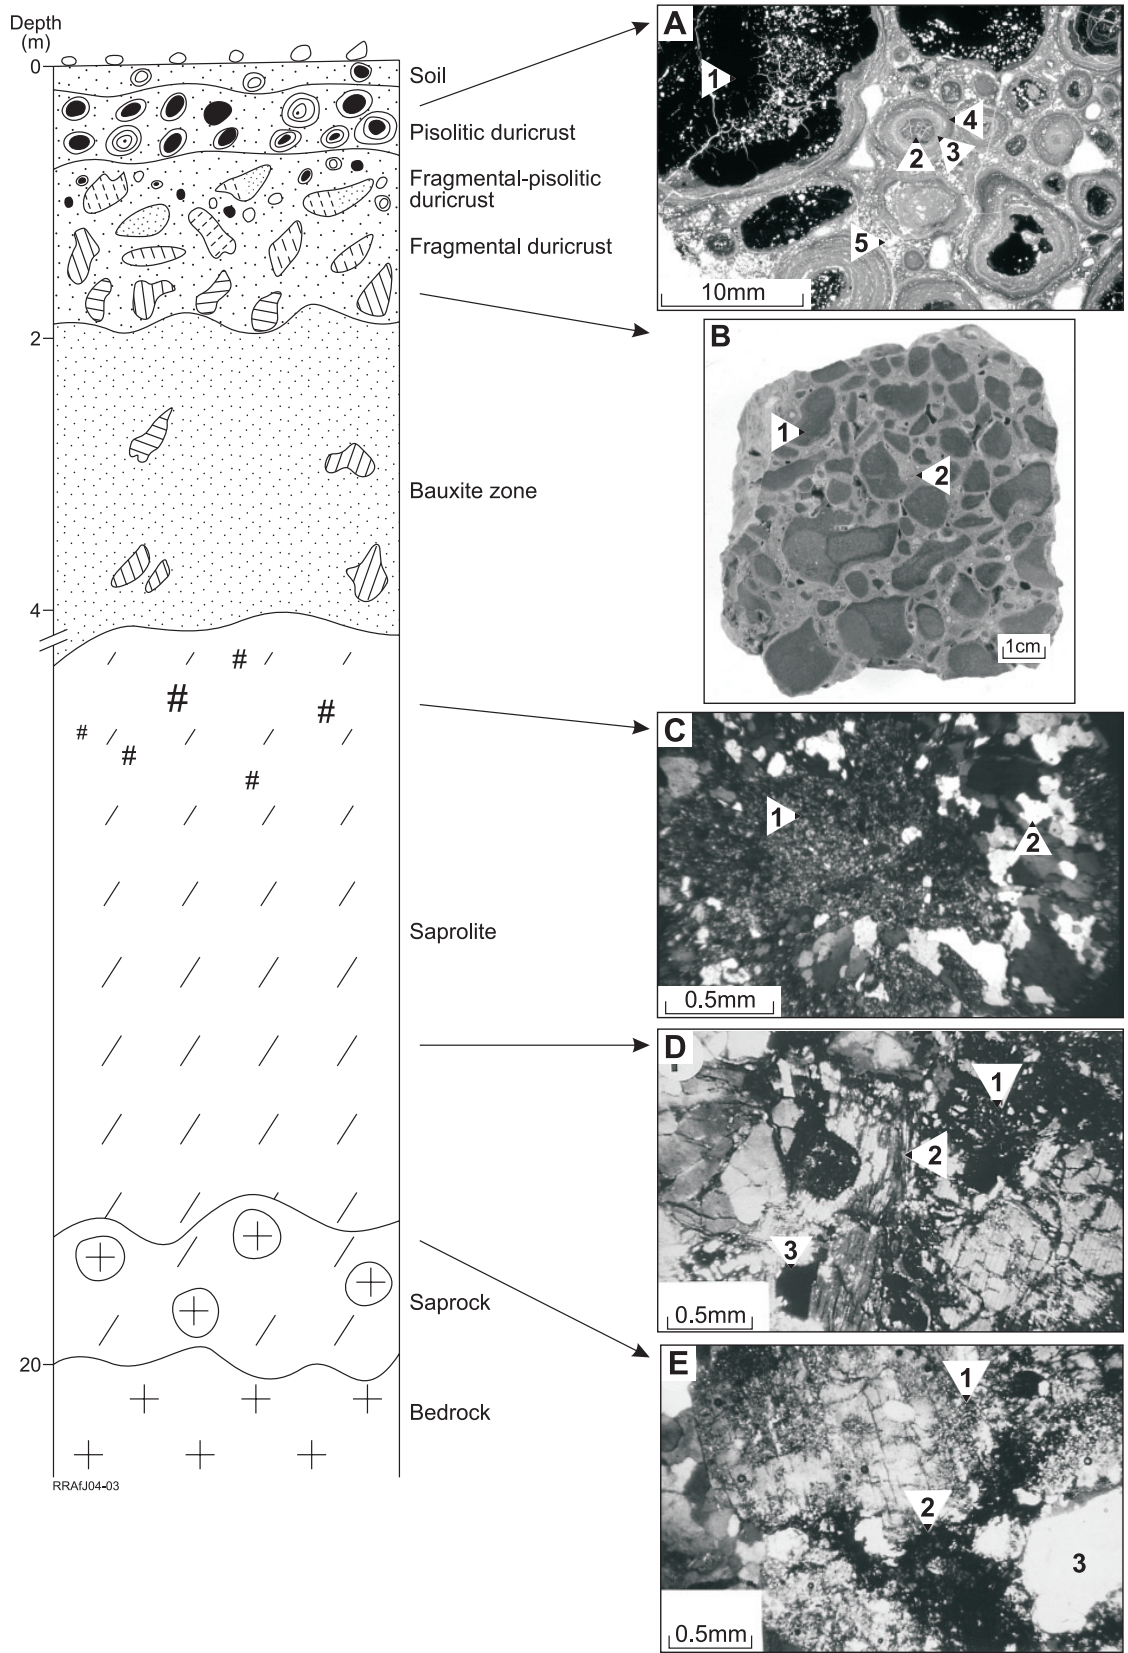 Depth
(m)
0
Soil
Pisolitic duricrust
Fragmental-pisolitic
duricrust
Fragmental duricrust
2
Bauxite zone
4
# # # # # #
Saprolite
Saprock
20
Bedrock
RRAfJ04-03
A
1
4
2 3
5
10mm
B
1
2
1cm
C
1
2
0.5mm
D
1
2
3
0.5mm
E
1
2
3
0.5mm